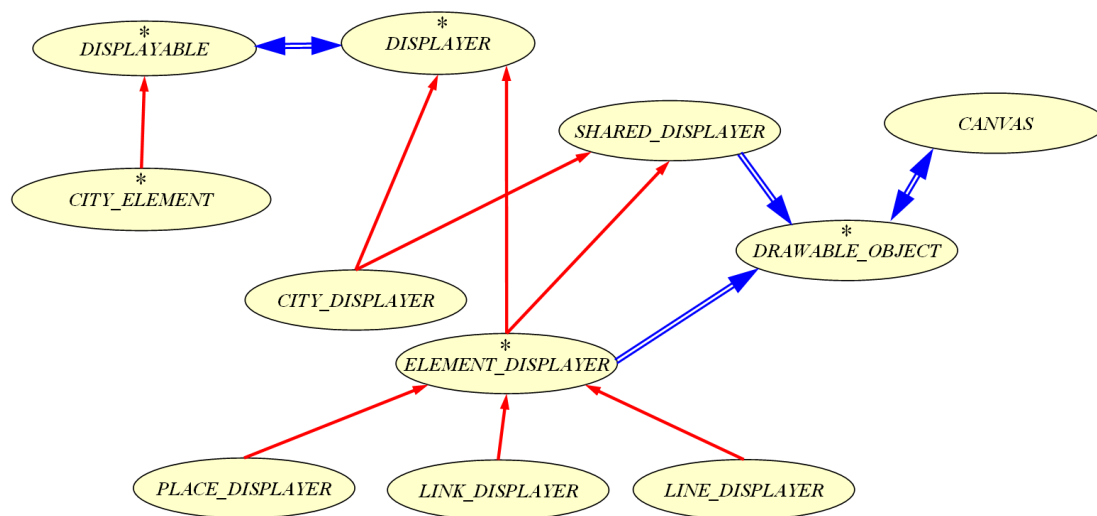 *
DISPLAYABLE
*
DISPLAYER
SHARED_DISPLAYER
CANVAS
*
CITY_ELEMENT
*
DRAWABLE_OBJECT
CITY_DISPLAYER
*
ELEMENT_DISPLAYER
PLACE_DISPLAYER
LINK_DISPLAYER
LINE_DISPLAYER